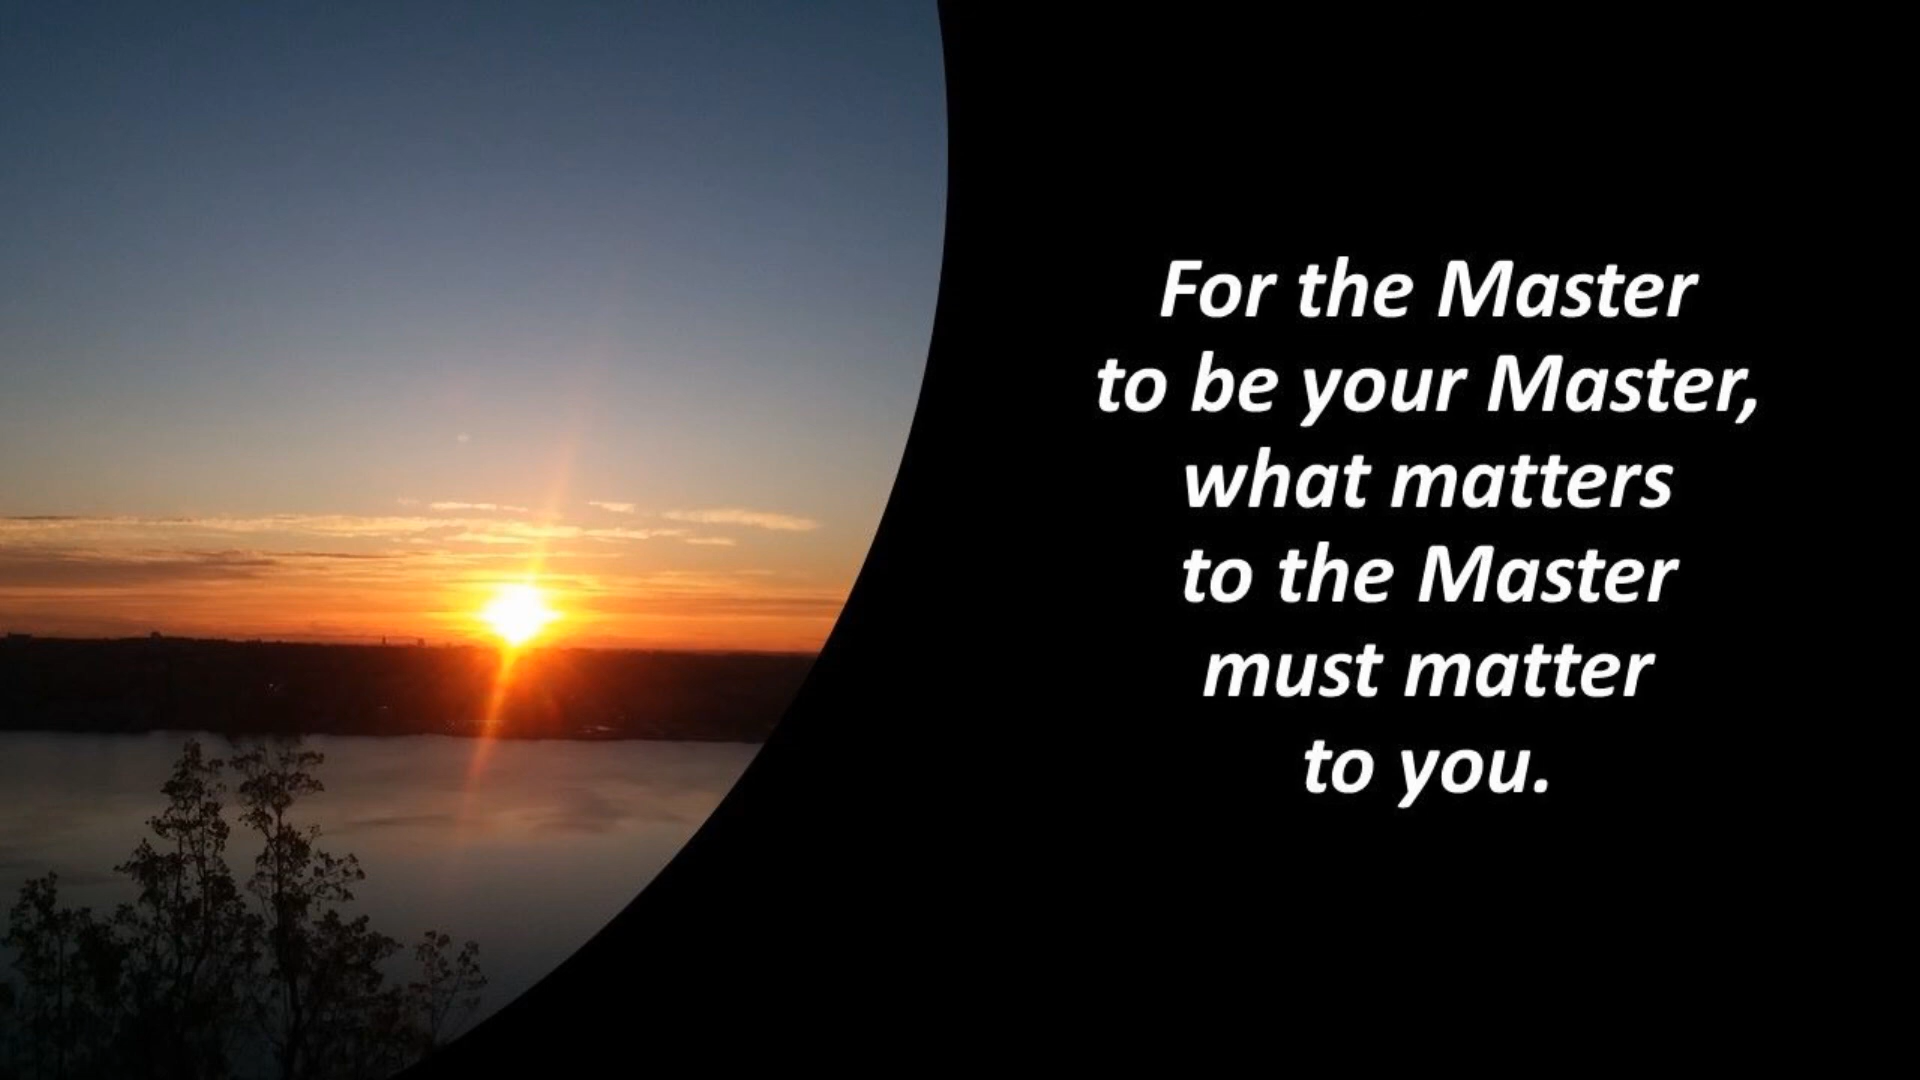 For the Master
to be your Master,
what matters
to the Master
must matter
to you.